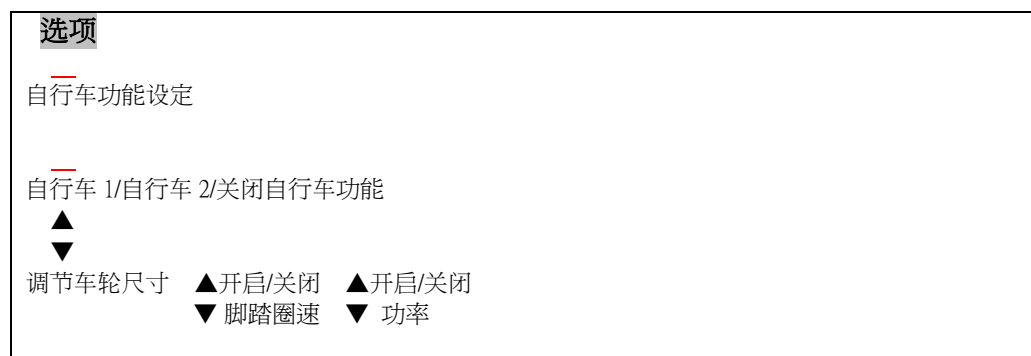 选项
自行车功能设定
自行车 1/自行车 2/关闭自行车功能
▲
▼
调节车轮尺寸 ▲开启/关闭 ▲开启/关闭
▼ 脚踏圈速 ▼ 功率